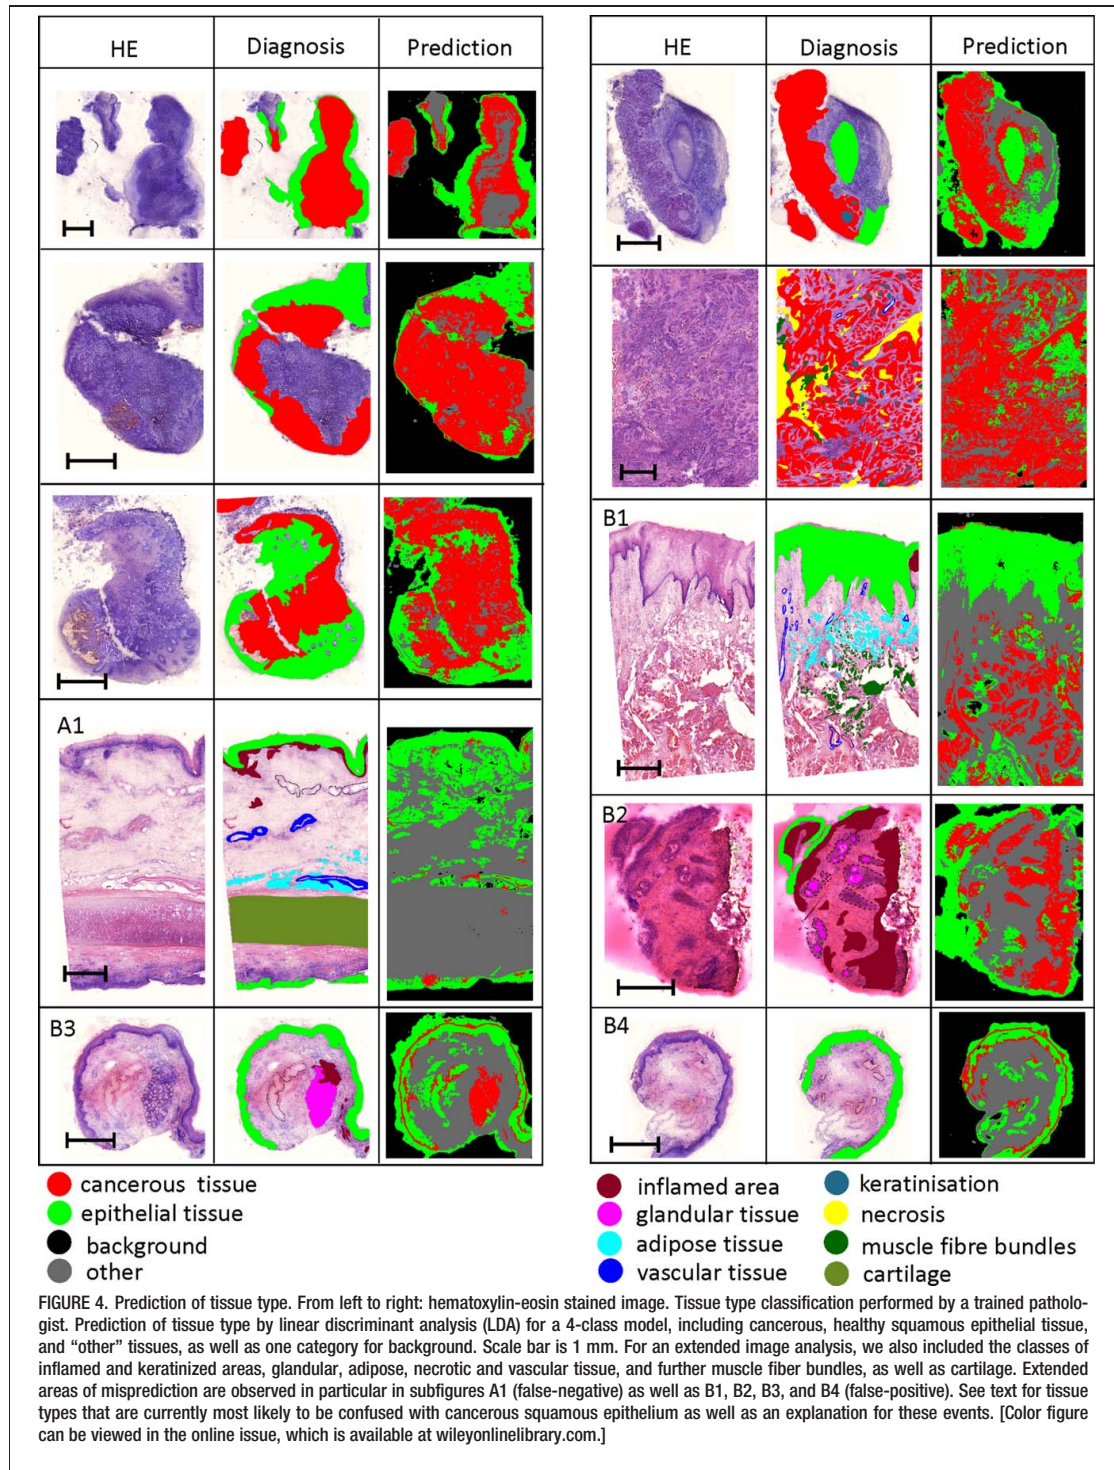 HE Diagnosis Prediction
HE Diagnosis Prediction
B1
A1
B2
B3
B4
cancerous tissue
epithelial tissue
background
other
inflamed area
glandular tissue
adipose tissue
vascular tissue
keratinisation
necrosis
muscle fibre bundles
cartilage
FIGURE 4. Prediction of tissue type. From left to right: hematoxylin-eosin stained image. Tissue type classification performed by a trained patholo-
gist. Prediction of tissue type by linear discriminant analysis (LDA) for a 4-class model, including cancerous, healthy squamous epithelial tissue,
and “other” tissues, as well as one category for background. Scale bar is 1 mm. For an extended image analysis, we also included the classes of
inflamed and keratinized areas, glandular, adipose, necrotic and vascular tissue, and further muscle fiber bundles, as well as cartilage. Extended
areas of misprediction are observed in particular in subfigures A1 (false-negative) as well as B1, B2, B3, and B4 (false-positive). See text for tissue
types that are currently most likely to be confused with cancerous squamous epithelium as well as an explanation for these events. [Color figure
can be viewed in the online issue, which is available at wileyonlinelibrary.com.]